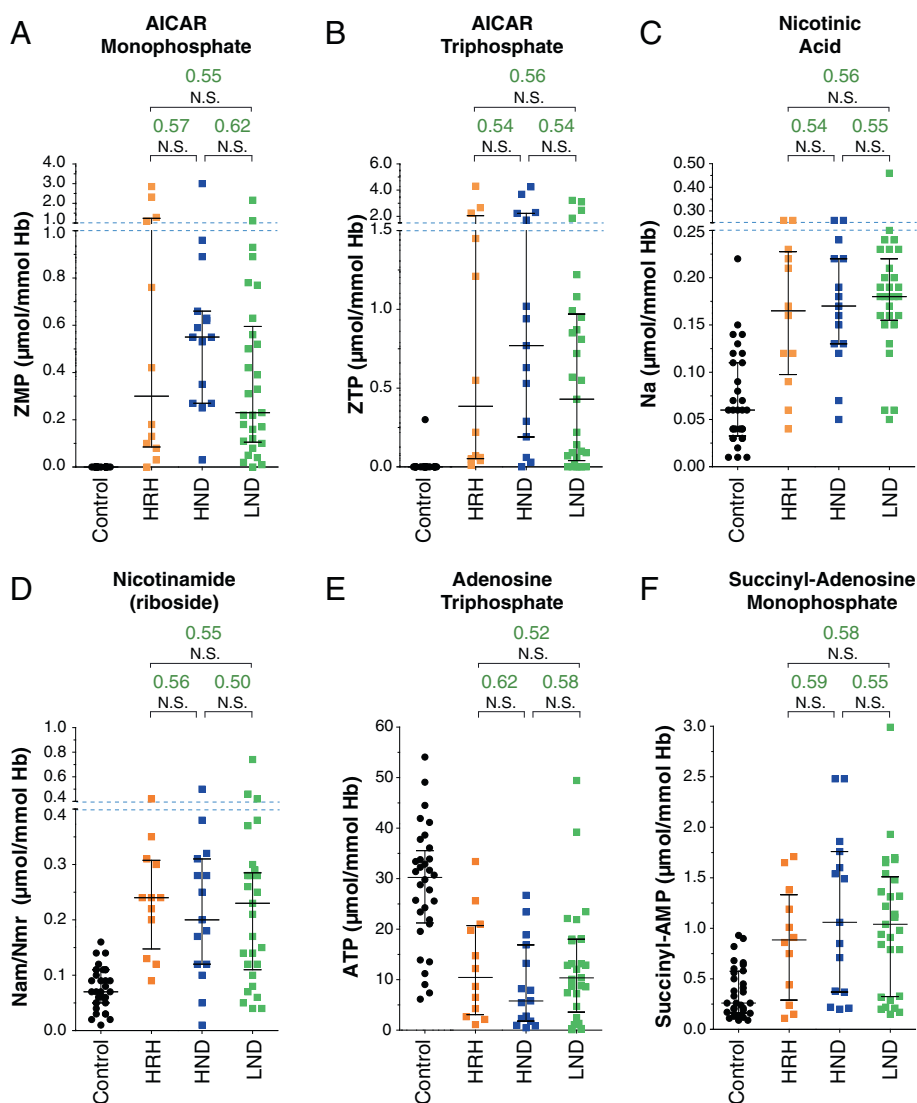 A
AICAR
Monophosphate
0.55
N.S.
0.57
0.62
N.S.
N.S.
ZMP (µmol/mmol Hb)
4.0
3.0
2.0
1.0
1.0
0.8
0.6
0.4
0.2
0.0
Control
HRH
HND
LND
B
AICAR
Triphosphate
0.56
N.S.
0.54
0.54
N.S.
N.S.
ZTP (µmol/mmol Hb)
6.0
4.0
2.0
1.5
1.0
0.5
0.0
Control
HRH
HND
LND
C
Nicotinic
Acid
0.56
N.S.
0.54
0.55
N.S.
N.S.
Na (µmol/mmol Hb)
0.50
0.40
0.30
0.25
0.20
0.15
0.10
0.05
0.00
Control
HRH
HND
LND
D
Nicotinamide
(riboside)
0.55
N.S.
0.56
0.50
N.S.
N.S.
Nam/Nmr (µmol/mmol Hb)
1.0
0.8
0.6
0.4
0.4
0.3
0.2
0.1
0.0
Control
HRH
HND
LND
E
Adenosine
Triphosphate
0.52
N.S.
0.62
0.58
N.S.
N.S.
ATP (µmol/mmol Hb)
60
50
40
30
20
10
0
Control
HRH
HND
LND
F
Succinyl-Adenosine
Monophosphate
0.58
N.S.
0.59
0.55
N.S.
N.S.
Succinyl-AMP (µmol/mmol Hb)
3.0
2.5
2.0
1.5
1.0
0.5
0.0
Control
HRH
HND
LND